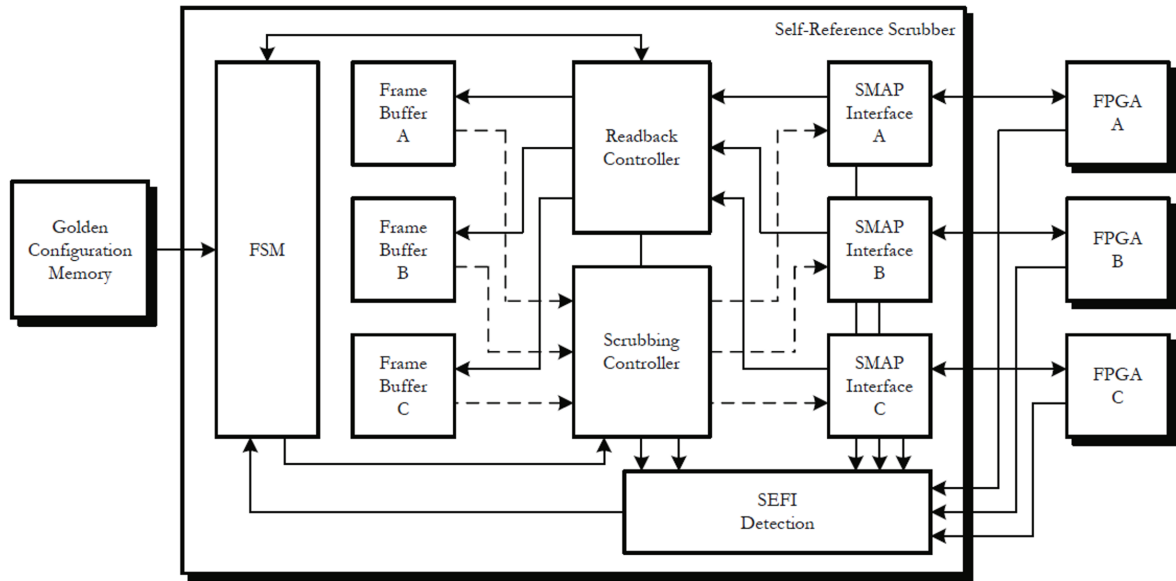 Self-Reference Scrubber
Golden
Configuration
Memory
FSM
Frame
Buffer
A
Frame
Buffer
B
Frame
Buffer
C
Readback
Controller
Scrubbing
Controller
SMAP
Interface
A
SMAP
Interface
B
SMAP
Interface
C
SEFI
Detection
FPGA
A
FPGA
B
FPGA
C